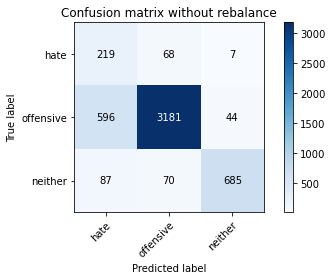 Confusion matrix without rebalance
True label
hate
offensive
neither
219 68 7
596 3181 44
87 70 685
hate
offensive
neither
Predicted label
3000
2500
2000
1500
1000
500